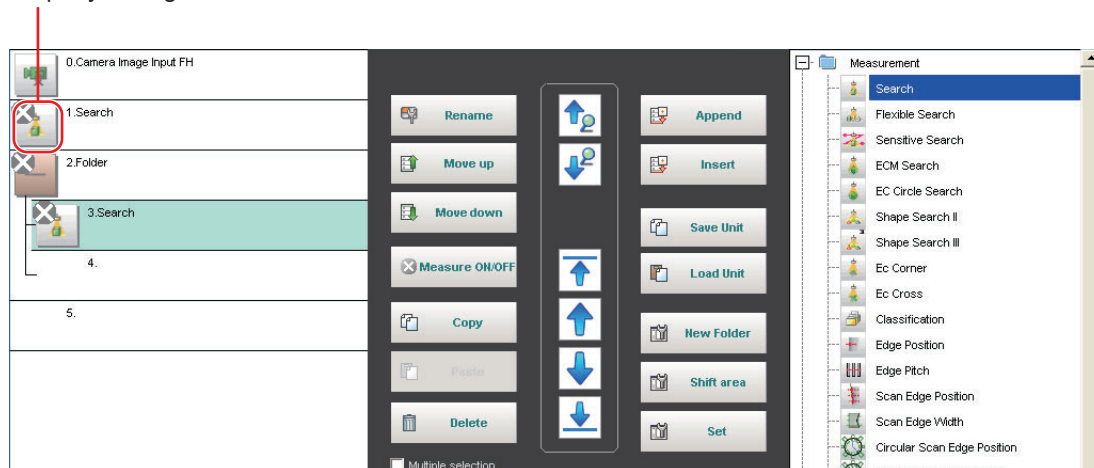 0.Camera Image Input FH
1.Search
2.Folder
3.Search
4.
5.
Rename
Move up
Move down
Measure ON/OFF
Copy
Paste
Delete
Multiple selection
Append
Insert
Save Unit
Load Unit
New Folder
Shift area
Set
Measurement
Search
Flexible Search
Sensitive Search
ECM Search
EC Circle Search
Shape Search II
Shape Search III
Ec Corner
Ec Cross
Classification
Edge Position
Edge Pitch
Scan Edge Position
Scan Edge Width
Circular Scan Edge Position